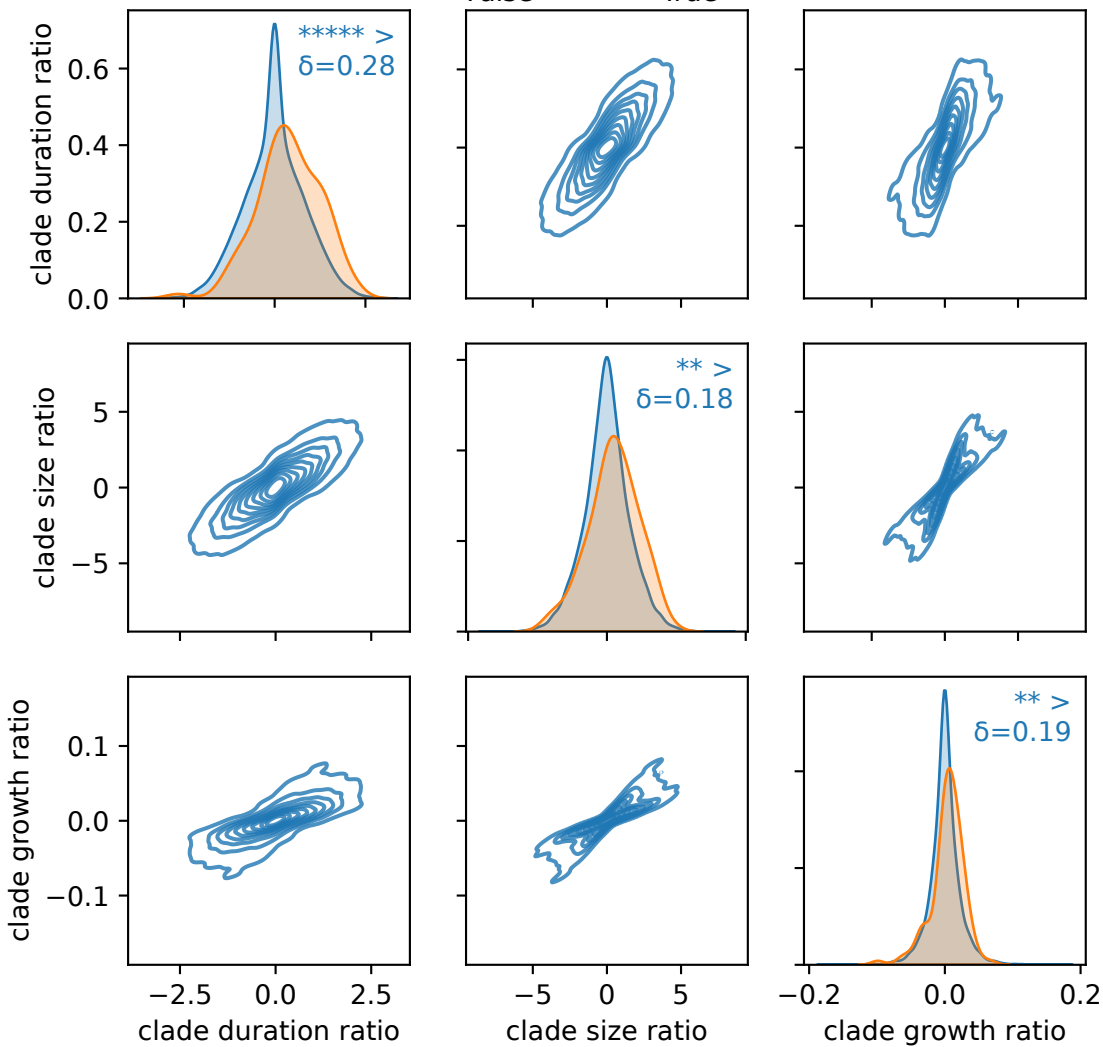 clade duration ratio
0.6
0.4
0.2
0.0
***** >
δ=0.28
clade size ratio
5
0
−5
** >
δ=0.18
clade growth ratio
0.1
0.0
−0.1
** >
δ=0.19
−2.5 0.0 2.5
−5 0 5
−0.2 0.0 0.2
clade duration ratio
clade size ratio
clade growth ratio